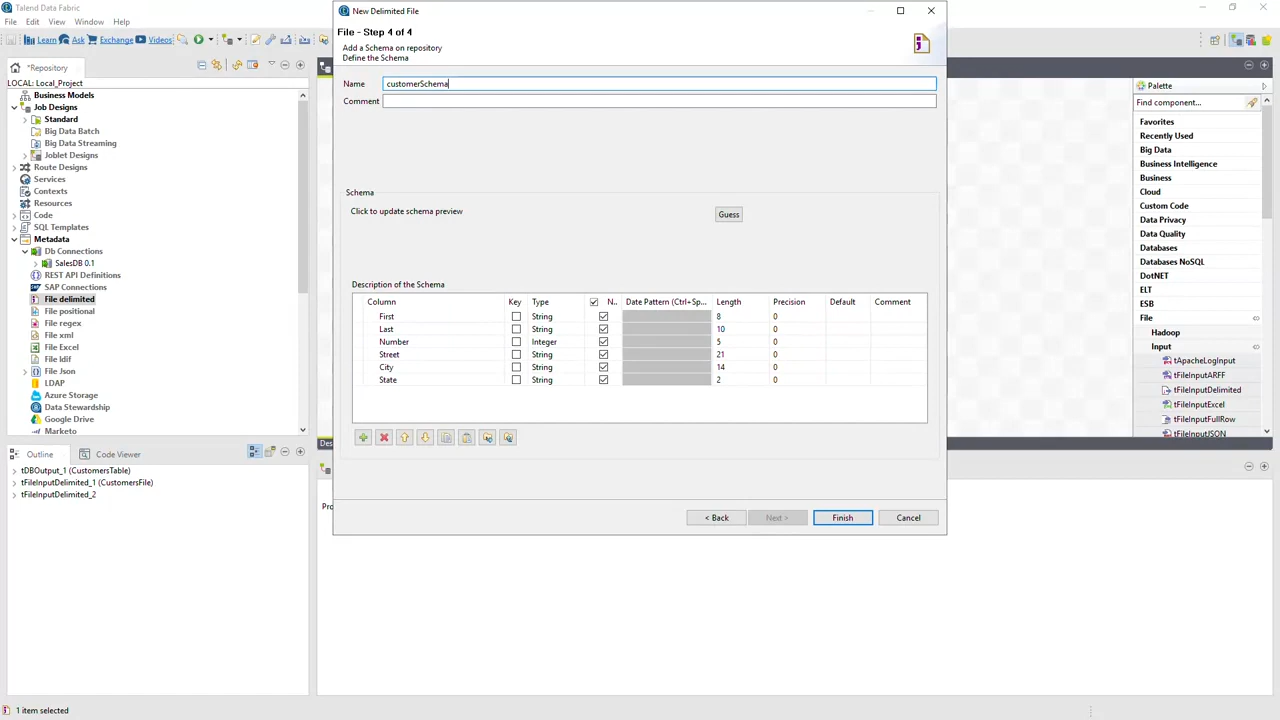 Talend Data Fabric
File Edit View Window Help
Learn Ask Exchange Videos
*Repository
LOCAL: Local_Project
Business Models
Job Designs
Standard
Big Data Batch
Big Data Streaming
Joblet Designs
Route Designs
Services
Contexts
Resources
Code
SQL Templates
Metadata
Db Connections
SalesDB 0.1
REST API Definitions
SAP Connections
File delimited
File positional
File regex
File xml
File Excel
File ldif
File Json
LDAP
Azure Storage
Data Stewardship
Google Drive
Marketo
Outline Code Viewer
tDBOutput_1 (CustomersTable)
tFileInputDelimited_1 (CustomersFile)
tFileInputDelimited_2
1 item selected
New Delimited File
File - Step 4 of 4
Add a Schema on repository
Define the Schema
Name customerSchema
Comment
Schema
Click to update schema preview Guess
Description of the Schema
Column Key Type N.. Date Pattern (Ctrl+Sp... Length Precision Default Comment
First String 8 0
Last String 10 0
Number Integer 5 0
Street String 21 0
City String 14 0
State String 2 0
< Back Next > Finish Cancel
Des
Pro
Palette
Find component...
Favorites
Recently Used
Big Data
Business Intelligence
Business
Cloud
Custom Code
Data Privacy
Data Quality
Databases
Databases NoSQL
DotNET
ELT
ESB
File
Hadoop
Input
tApacheLogInput
tFileInputARFF
tFileInputDelimited
tFileInputExcel
tFileInputFullRow
tFileInputJSON